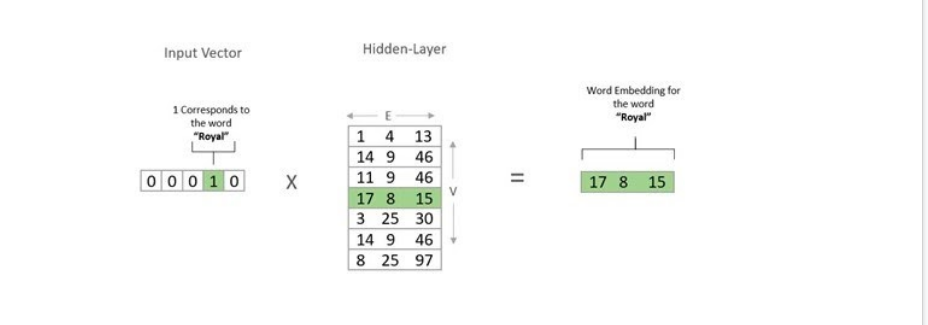 Input Vector
Hidden-Layer
1 Corresponds to
the word
"Royal"
0 0 0 1 0
X
E
1 4 13
14 9 46
11 9 46
17 8 15
3 25 30
14 9 46
8 25 97
V
=
Word Embedding for
the word
"Royal"
17 8 15